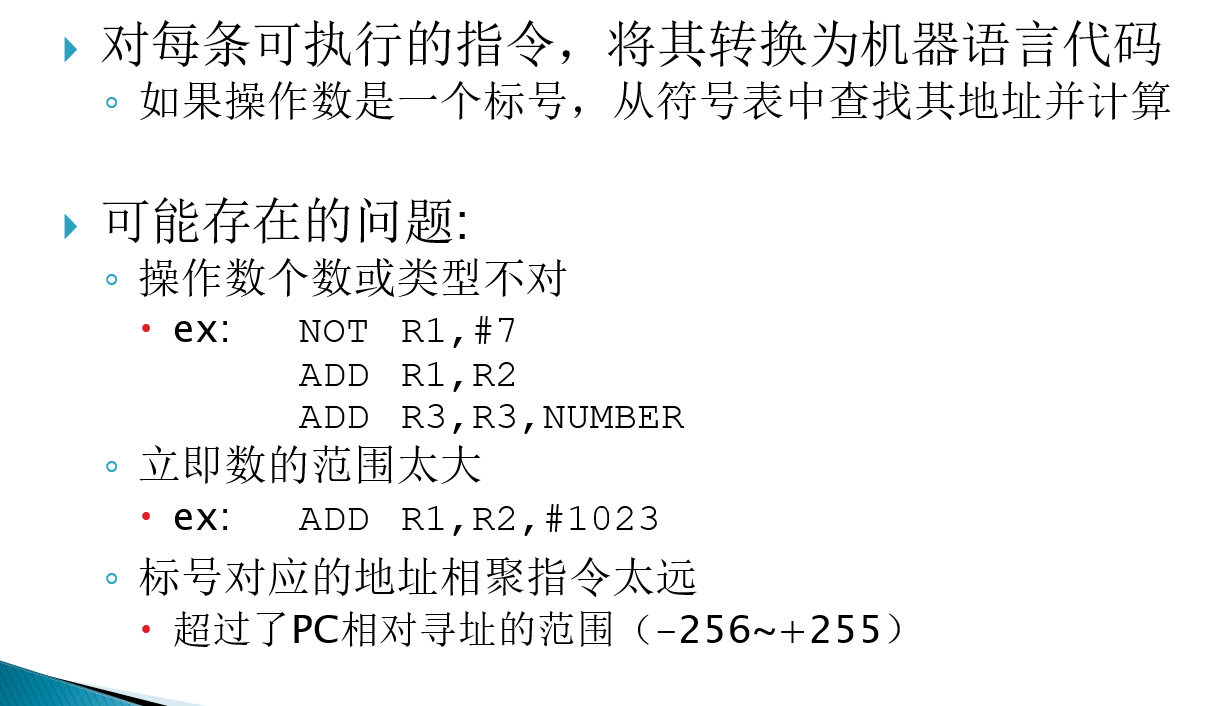 对每条可执行的指令，将其转换为机器语言代码
如果操作数是一个标号，从符号表中查找其地址并计算
可能存在的问题:
操作数个数或类型不对
ex: NOT R1,#7
ADD R1,R2
ADD R3,R3,NUMBER
立即数的范围太大
ex: ADD R1,R2,#1023
标号对应的地址相聚指令太远
超过了PC相对寻址的范围（-256~+255）